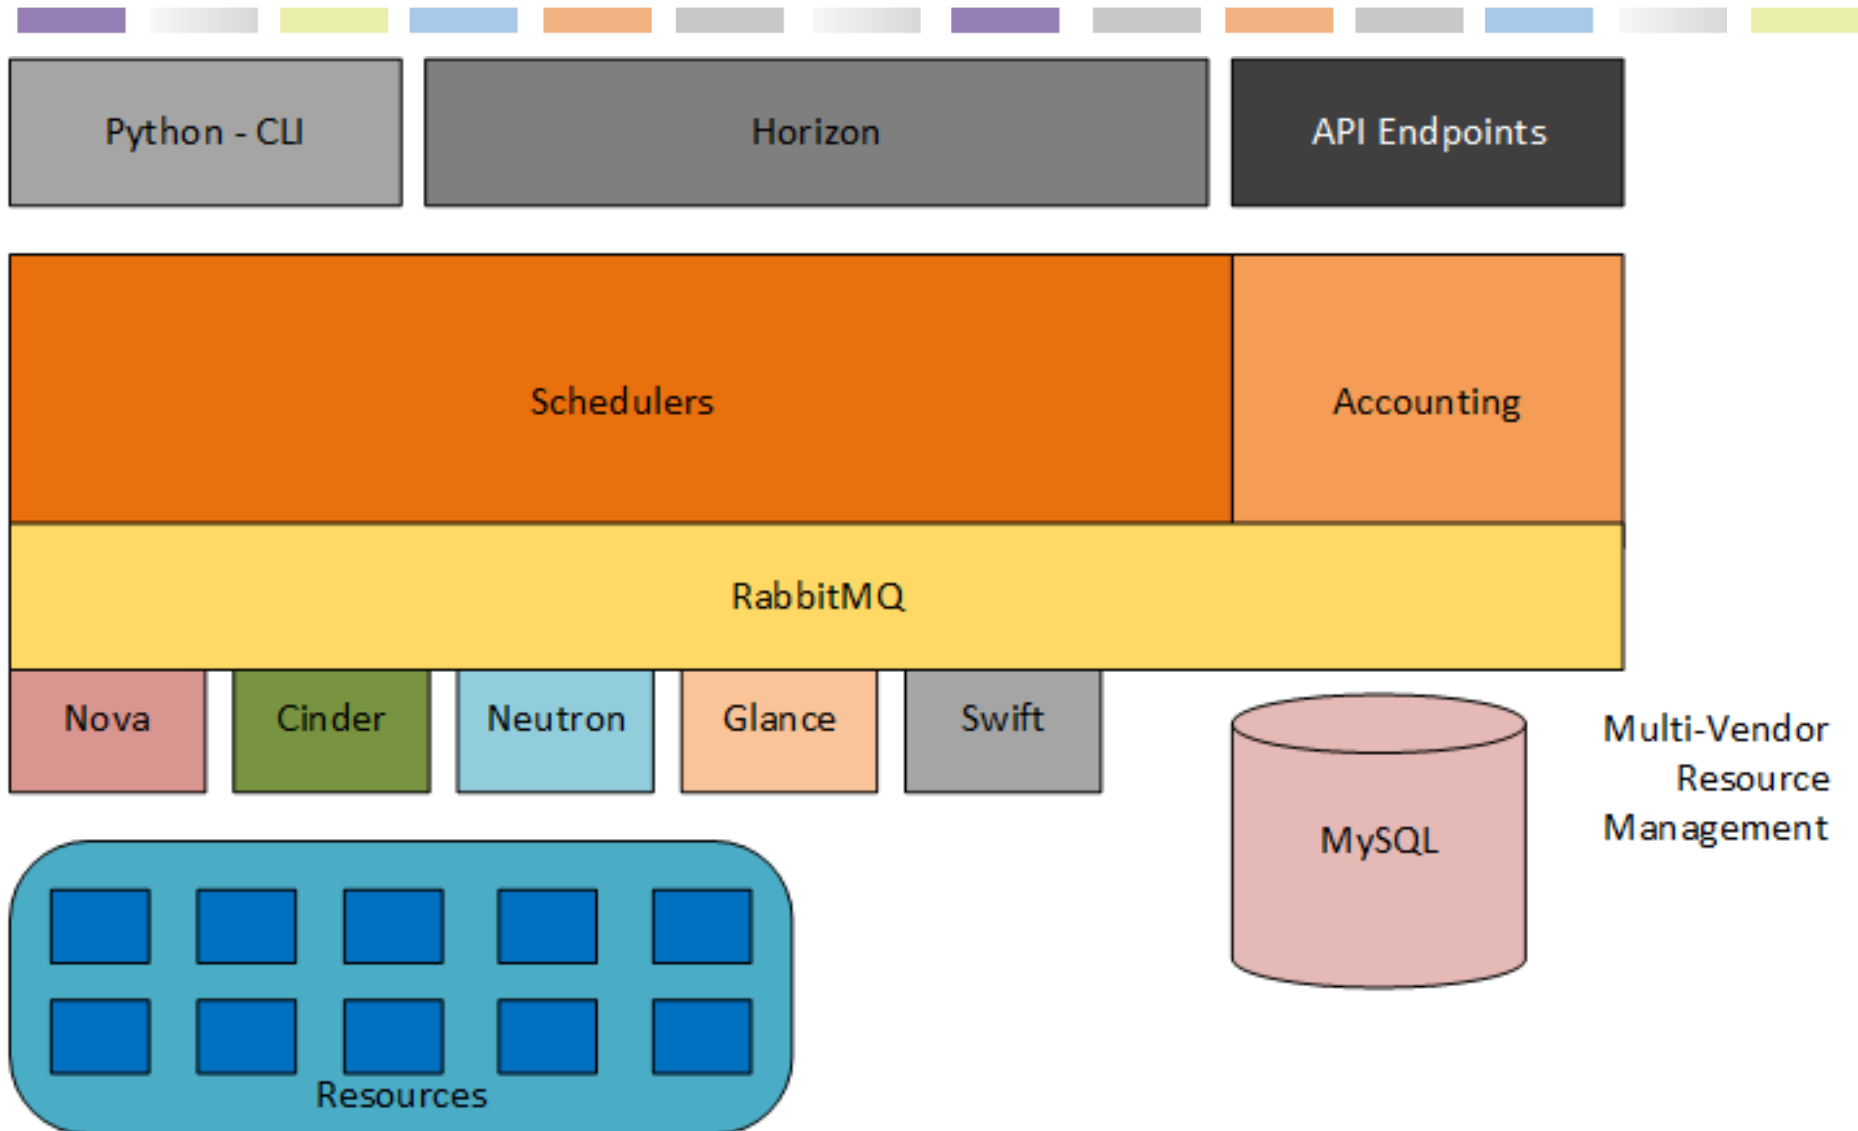 Python - CLI
Horizon
API Endpoints
Schedulers
Accounting
RabbitMQ
Nova
Cinder
Neutron
Glance
Swift
MySQL
Multi-Vendor
Resource
Management
Resources